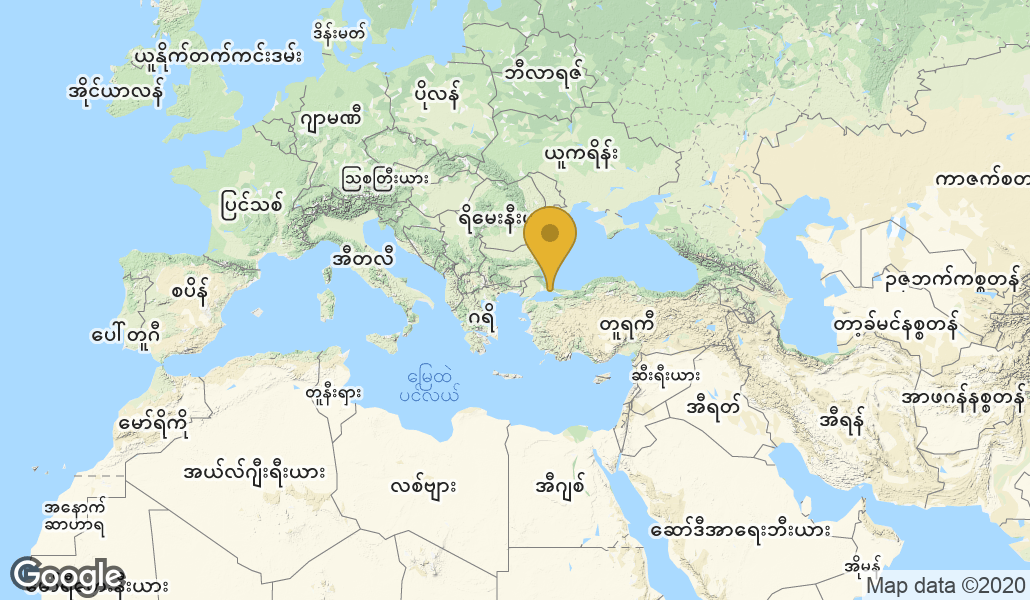 ဒိန်းမတ်
ယူနိုက်တက်ကင်းဒမ်း
ဘီလာရုဇ်
အိုင်ယာလန်
ပိုလန်
ဂျာမဏီ
ယူကရိန်း
ဩစတြီးယား
ကာဇက်စတ
ပြင်သစ်
ရိုမေးနီးယ
အီတလီ
ဥဇဘက်ကစ္စတန်
စပိန်
ဂရိ
တူရကီ
တာ့ခ်မင်နစ္စတန်
ပေါ်တူဂီ
မြေထဲ
ပင်လယ်
ဆီးရီးယား
တူနီးရှား
အီရတ်
အာဖဂန်နစ္စတန်
မော်ရိုကို
အီရန်
အယ်လ်ဂျီးရီးယား
လစ်ဗျား
အီဂျစ်
အနောက်
ဆာဟာရ
ဆော်ဒီအာရေးဘီးယား
အိုမန်
Google
Map data ©2020